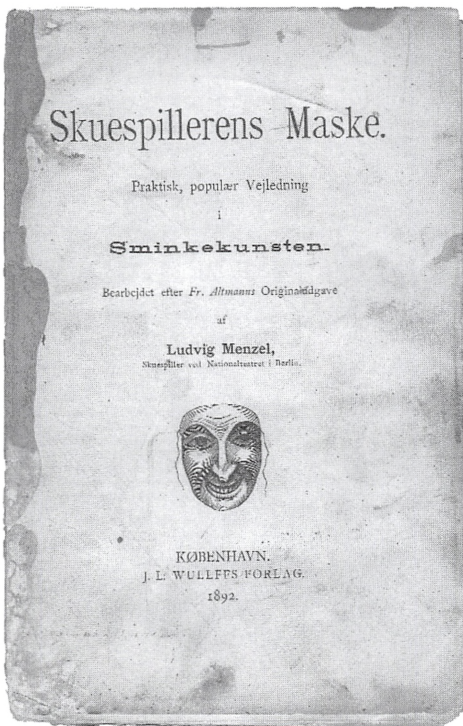 Skuespillerens Maske.
Praktisk, populær Vejledning
i
Sminkekunsten.
Bearbejdet efter Fr. Altmanns Originaludgave
af
Ludvig Menzel,
Skuespiller ved Nationalteatret i Berlin.
KØBENHAVN.
J. L. WULFFS FORLAG.
1892.